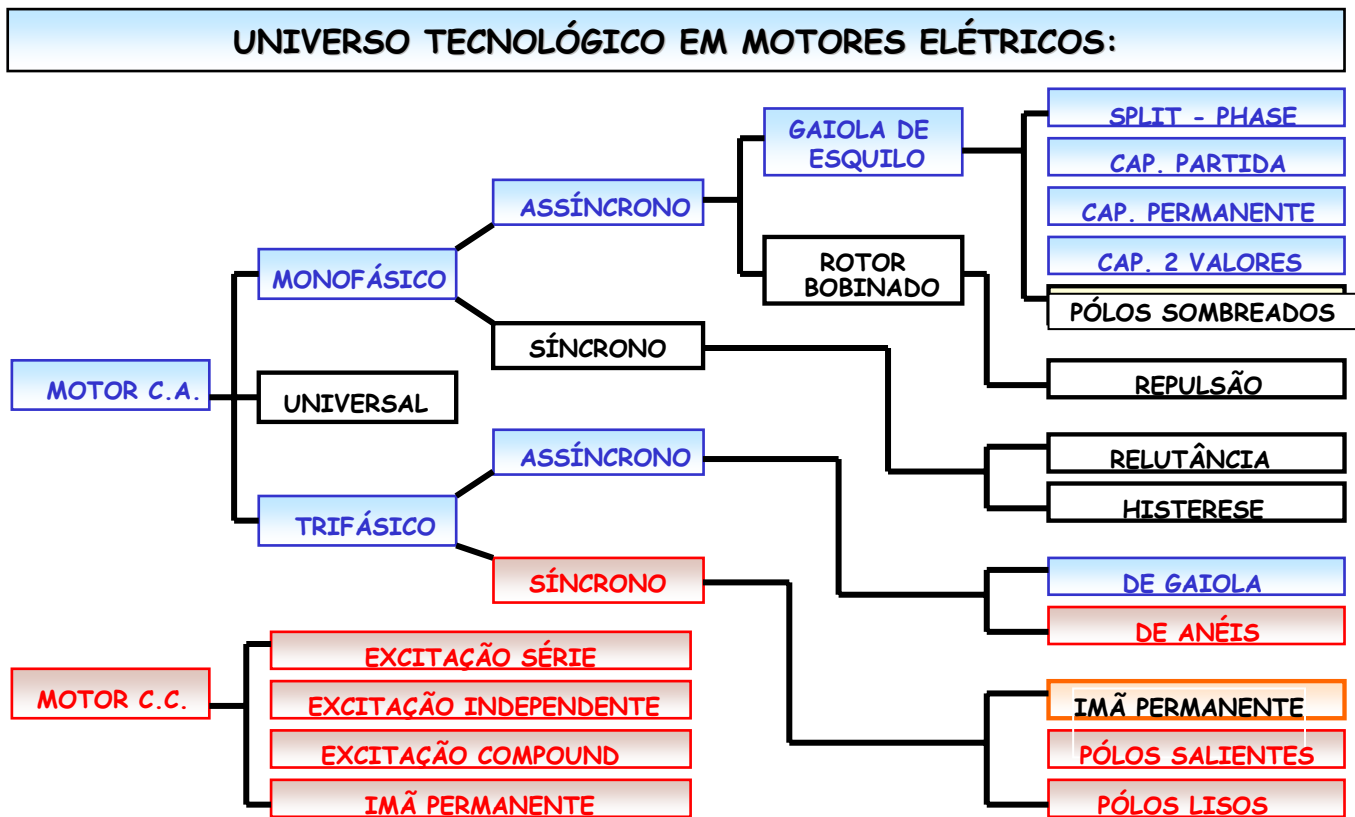 UNIVERSO TECNOLÓGICO EM MOTORES ELÉTRICOS:
MOTOR C.A.
MONOFÁSICO
UNIVERSAL
TRIFÁSICO
ASSÍNCRONO
SÍNCRONO
ASSÍNCRONO
SÍNCRONO
GAIOLA DE
ESQUILO
ROTOR
BOBINADO
SPLIT - PHASE
CAP. PARTIDA
CAP. PERMANENTE
CAP. 2 VALORES
PÓLOS SOMBREADOS
REPULSÃO
RELUTÂNCIA
HISTERESE
DE GAIOLA
DE ANÉIS
IMÃ PERMANENTE
PÓLOS SALIENTES
PÓLOS LISOS
MOTOR C.C.
EXCITAÇÃO SÉRIE
EXCITAÇÃO INDEPENDENTE
EXCITAÇÃO COMPOUND
IMÃ PERMANENTE